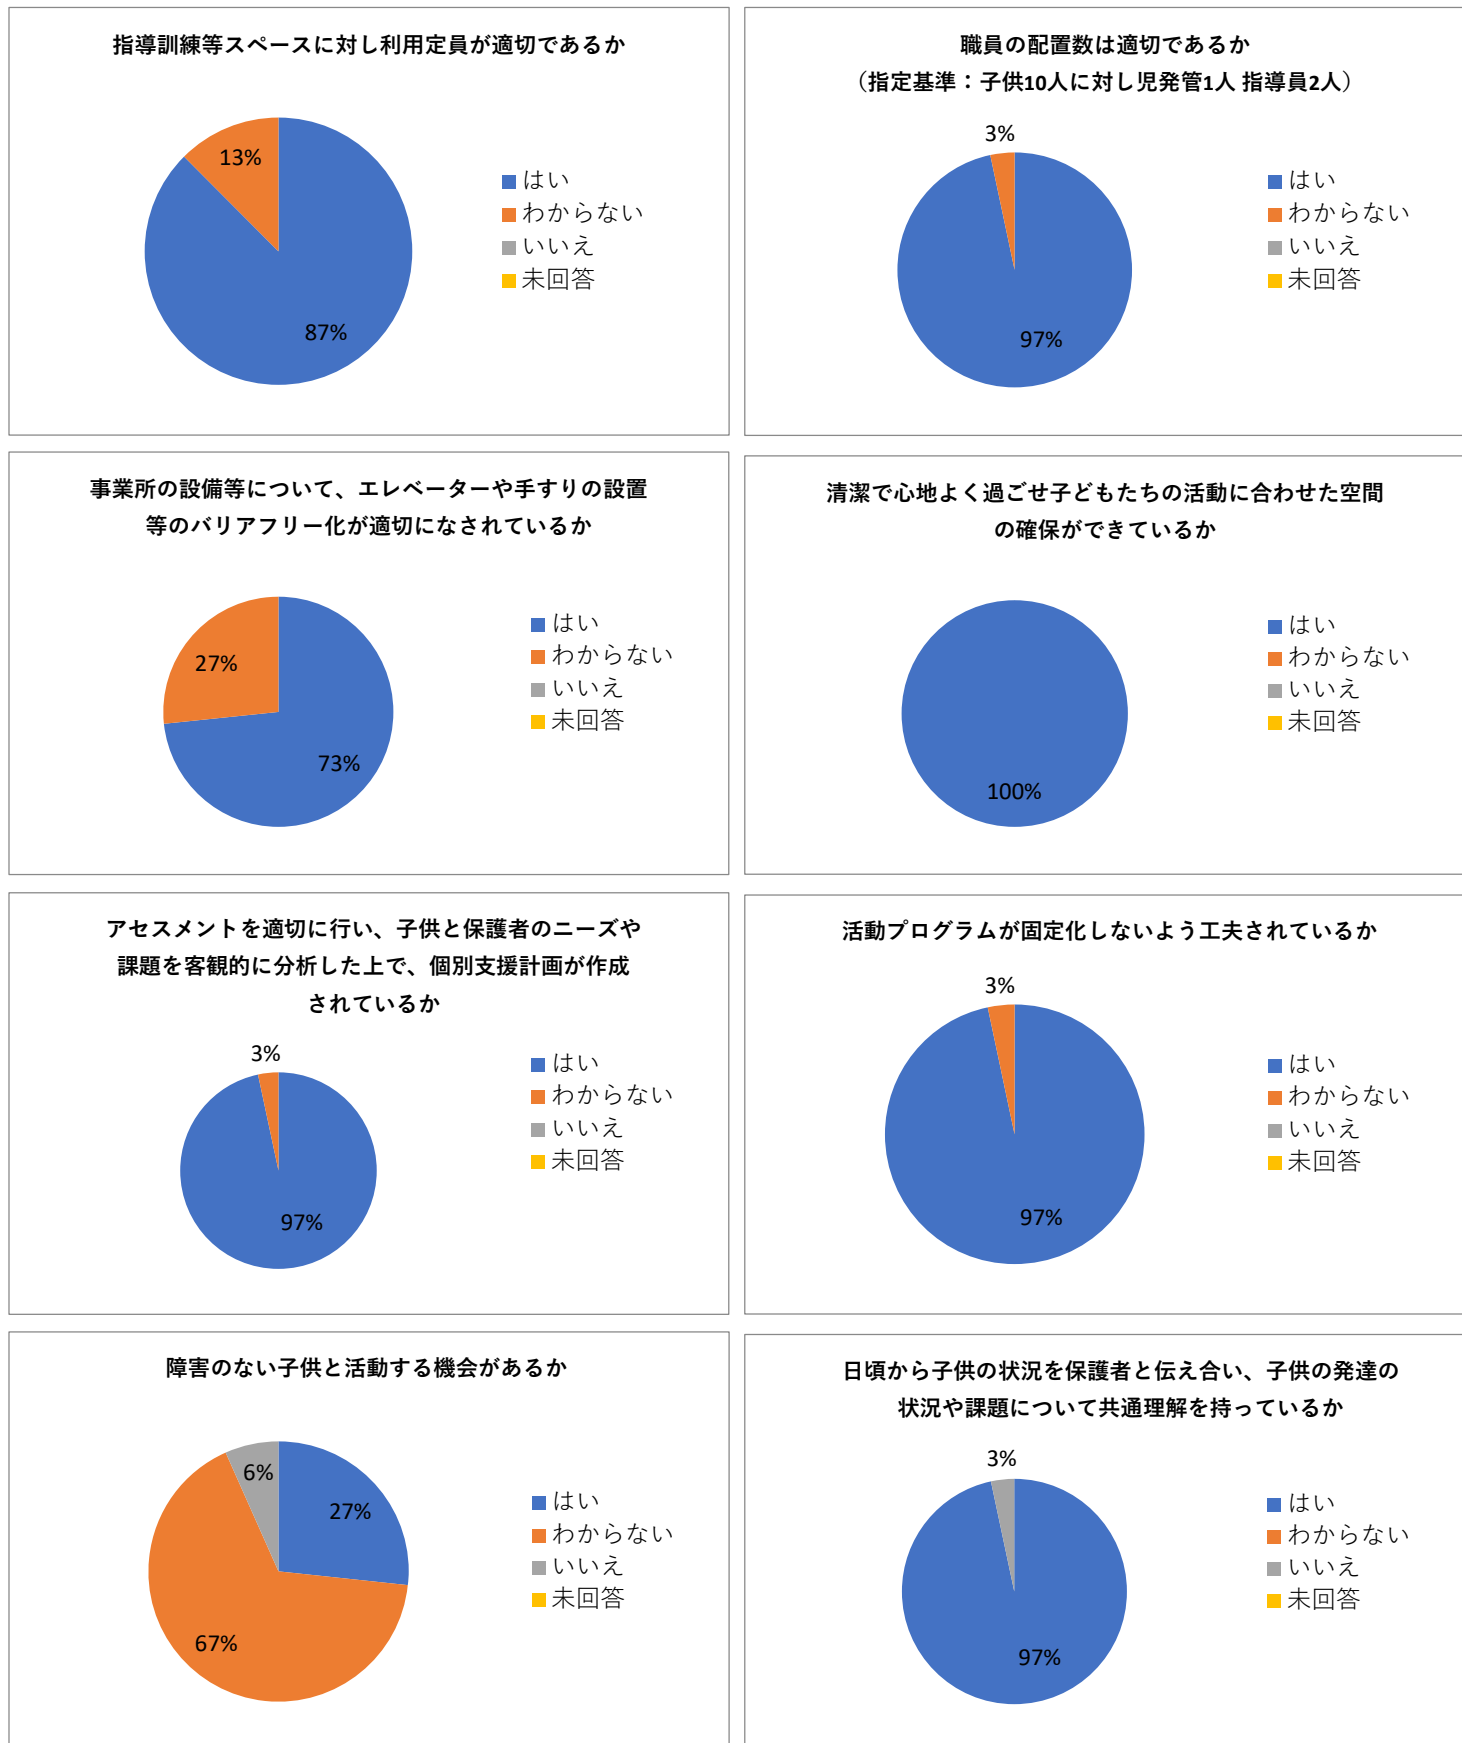 指導訓練等スペースに対し利用定員が適切であるか
13%
87%
はい
わからない
いいえ
未回答
職員の配置数は適切であるか
（指定基準：子供10人に対し児発管1人 指導員2人）
3%
97%
はい
わからない
いいえ
未回答
事業所の設備等について、エレベーターや手すりの設置
等のバリアフリー化が適切になされているか
27%
73%
はい
わからない
いいえ
未回答
清潔で心地よく過ごせ子どもたちの活動に合わせた空間
の確保ができているか
100%
はい
わからない
いいえ
未回答
アセスメントを適切に行い、子供と保護者のニーズや
課題を客観的に分析した上で、個別支援計画が作成
されているか
3%
97%
はい
わからない
いいえ
未回答
活動プログラムが固定化しないよう工夫されているか
3%
97%
はい
わからない
いいえ
未回答
障害のない子供と活動する機会があるか
6%
27%
67%
はい
わからない
いいえ
未回答
日頃から子供の状況を保護者と伝え合い、子供の発達の
状況や課題について共通理解を持っているか
3%
97%
はい
わからない
いいえ
未回答